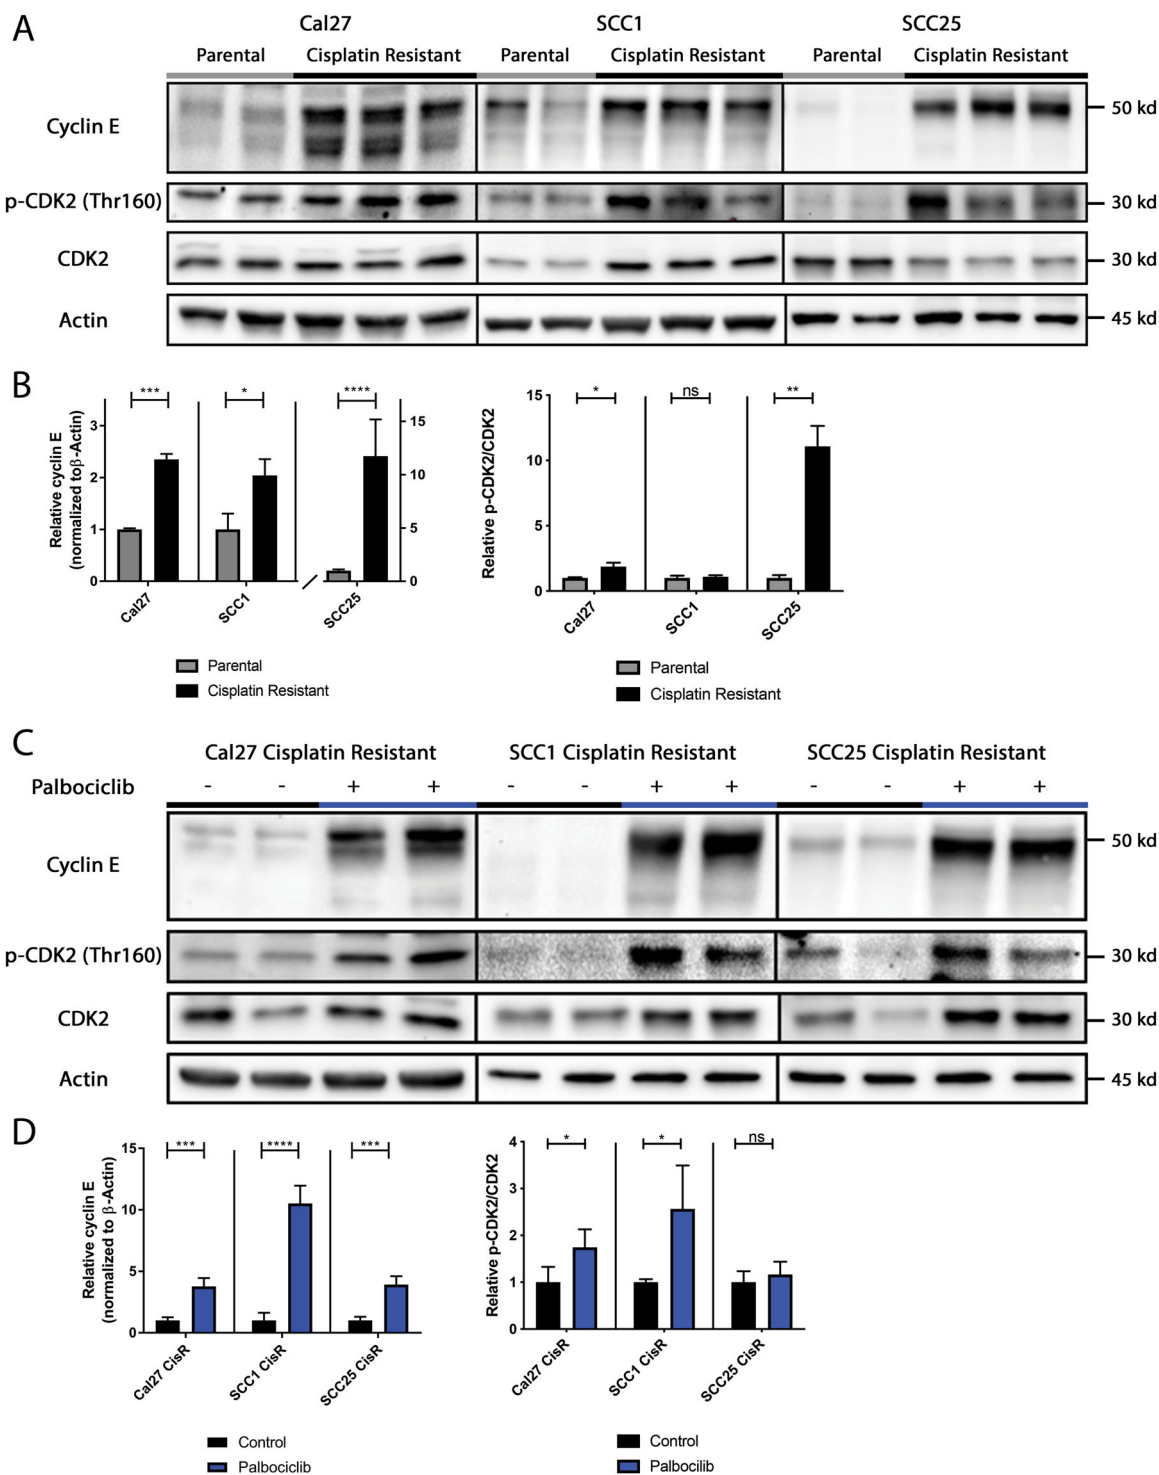 A
Cal27 SCC1 SCC25
Parental Cisplatin Resistant Parental Cisplatin Resistant Parental Cisplatin Resistant
Cyclin E 50 kd
p-CDK2 (Thr160) 30 kd
CDK2 30 kd
Actin 45 kd
B
Relative cyclin E
(normalized toβ-Actin)
*** * ****
3
2
1
0
15
10
5
0
Cal27 SCC1 SCC25
Parental
Cisplatin Resistant
Relative p-CDK2/CDK2
* ns **
15
10
5
0
Cal27 SCC1 SCC25
Parental
Cisplatin Resistant
C
Cal27 Cisplatin Resistant SCC1 Cisplatin Resistant SCC25 Cisplatin Resistant
Palbociclib - - + + - - + + - - + +
Cyclin E 50 kd
p-CDK2 (Thr160) 30 kd
CDK2 30 kd
Actin 45 kd
D
Relative cyclin E
(normalized to β-Actin)
*** **** ***
15
10
5
0
Cal27 CisR SCC1 CisR SCC25 CisR
Control
Palbociclib
Relative p-CDK2/CDK2
* * ns
4
3
2
1
0
Cal27 CisR SCC1 CisR SCC25 CisR
Control
Palbocilib